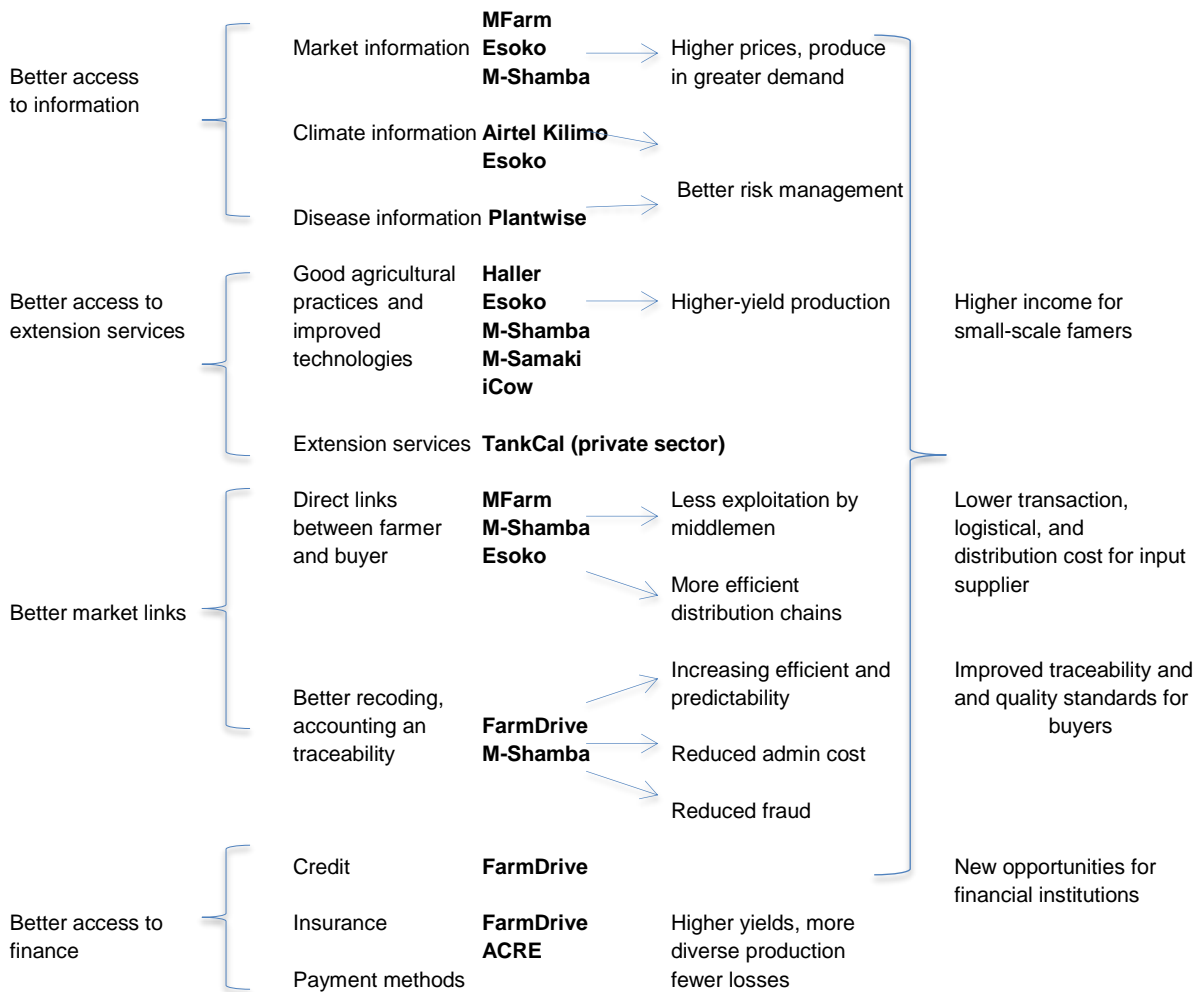 Better access
to information
Market information
MFarm
Esoko
M-Shamba
Higher prices, produce
in greater demand
Climate information
Airtel Kilimo
Esoko
Disease information
Plantwise
Better risk management
Better access to
extension services
Good agricultural
practices and
improved
technologies
Haller
Esoko
M-Shamba
M-Samaki
iCow
Higher-yield production
Extension services
TankCal (private sector)
Better market links
Direct links
between farmer
and buyer
MFarm
M-Shamba
Esoko
Less exploitation by
middlemen
More efficient
distribution chains
Better recoding,
accounting an
traceability
FarmDrive
M-Shamba
Increasing efficient and
predictability
Reduced admin cost
Reduced fraud
Better access to
finance
Credit
FarmDrive
Insurance
FarmDrive
ACRE
Payment methods
Higher yields, more
diverse production
fewer losses
Higher income for
small-scale famers
Lower transaction,
logistical, and
distribution cost for input
supplier
Improved traceability and
and quality standards for
buyers
New opportunities for
financial institutions